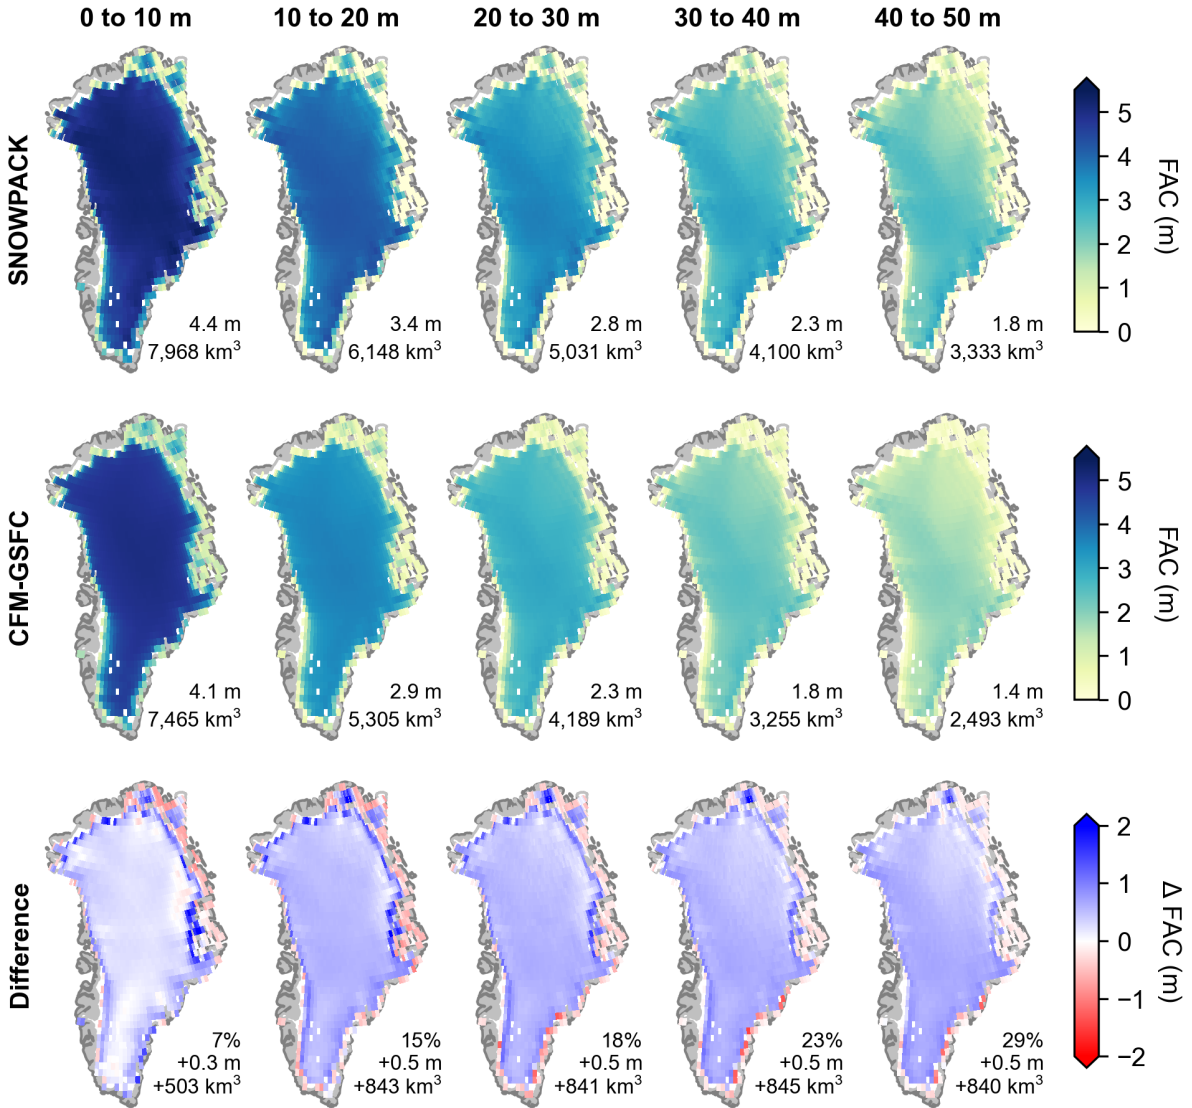 0 to 10 m 10 to 20 m 20 to 30 m 30 to 40 m 40 to 50 m
SNOWPACK
4.4 m 3.4 m 2.8 m 2.3 m 1.8 m
7,968 km³ 6,148 km³ 5,031 km³ 4,100 km³ 3,333 km³
5
4
3
2
1
0
FAC (m)
CFM-GSFC
4.1 m 2.9 m 2.3 m 1.8 m 1.4 m
7,465 km³ 5,305 km³ 4,189 km³ 3,255 km³ 2,493 km³
5
4
3
2
1
0
FAC (m)
Difference
7% 15% 18% 23% 29%
+0.3 m +0.5 m +0.5 m +0.5 m +0.5 m
+503 km³ +843 km³ +841 km³ +845 km³ +840 km³
2
1
0
−1
−2
Δ FAC (m)